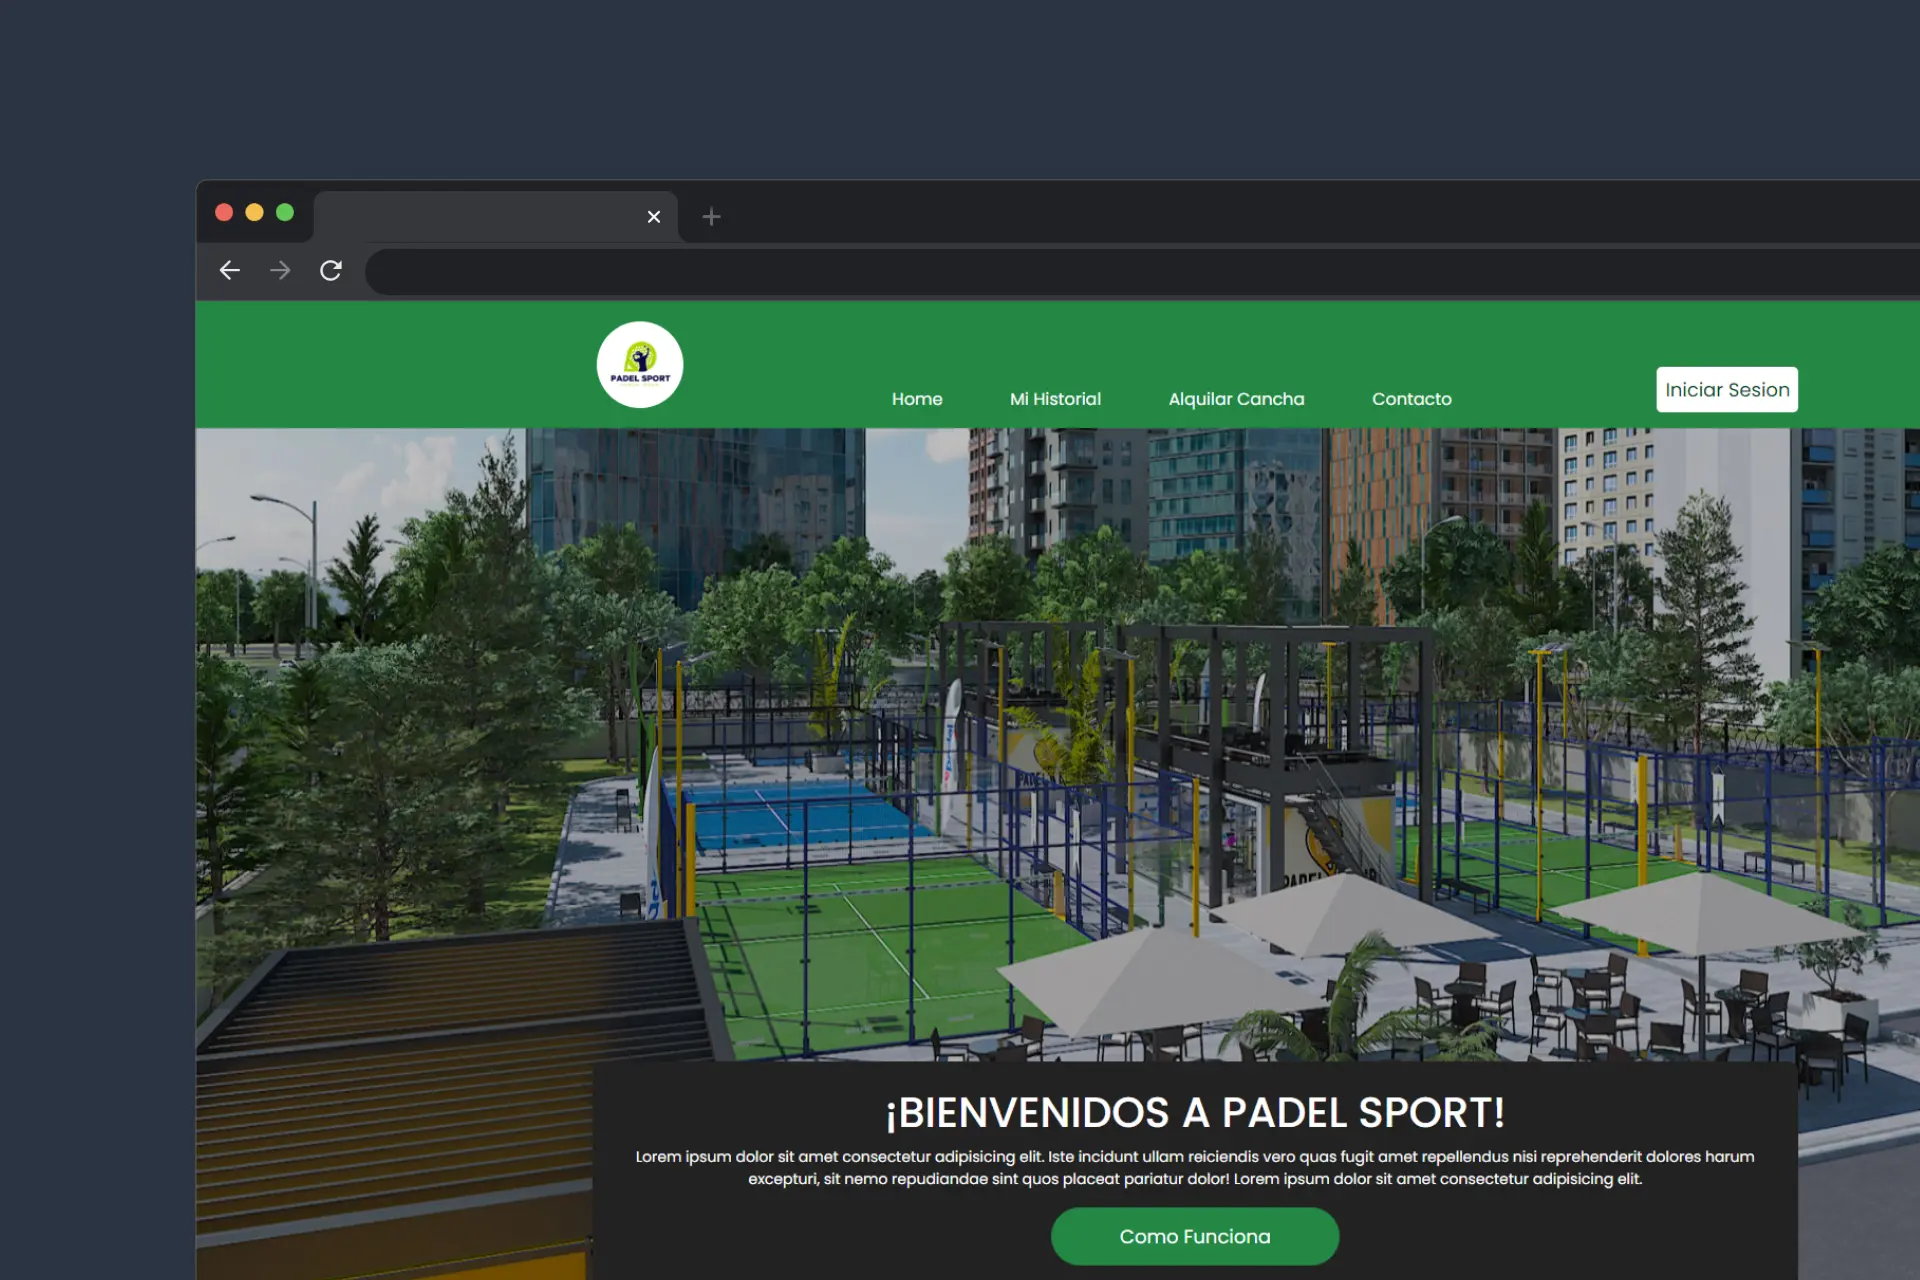 PADEL SPORT
Home
Mi Historial
Alquilar Cancha
Contacto
Iniciar Sesion
¡BIENVENIDOS A PADEL SPORT!
Lorem ipsum dolor sit amet consectetur adipisicing elit. Iste incidunt ullam reiciendis vero quas fugit amet repellendus nisi reprehenderit dolores harum
excepturi, sit nemo repudiandae sint quos placeat pariatur dolor! Lorem ipsum dolor sit amet consectetur adipisicing elit.
Como Funciona